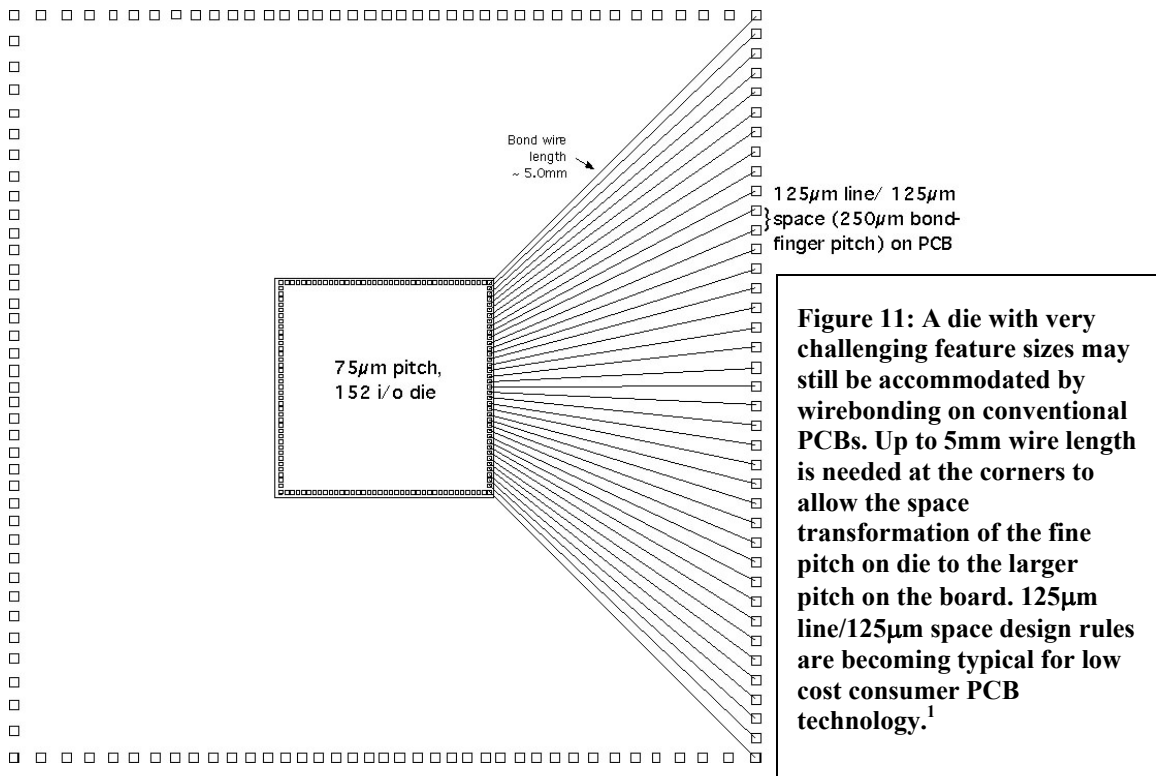 Bond wire
length
~ 5.0mm
125µm line/ 125µm
space (250µm bond-
finger pitch) on PCB
75µm pitch,
152 i/o die
Figure 11: A die with very
challenging feature sizes may
still be accommodated by
wirebonding on conventional
PCBs. Up to 5mm wire length
is needed at the corners to
allow the space
transformation of the fine
pitch on die to the larger
pitch on the board. 125µm
line/125µm space design rules
are becoming typical for low
cost consumer PCB
technology.¹